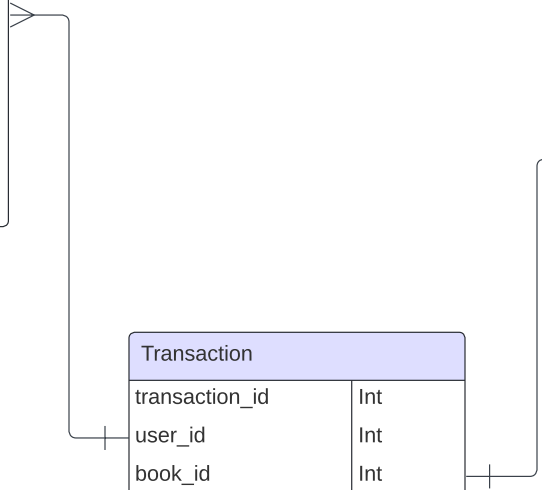 Transaction
transaction_id Int
user_id Int
book_id Int